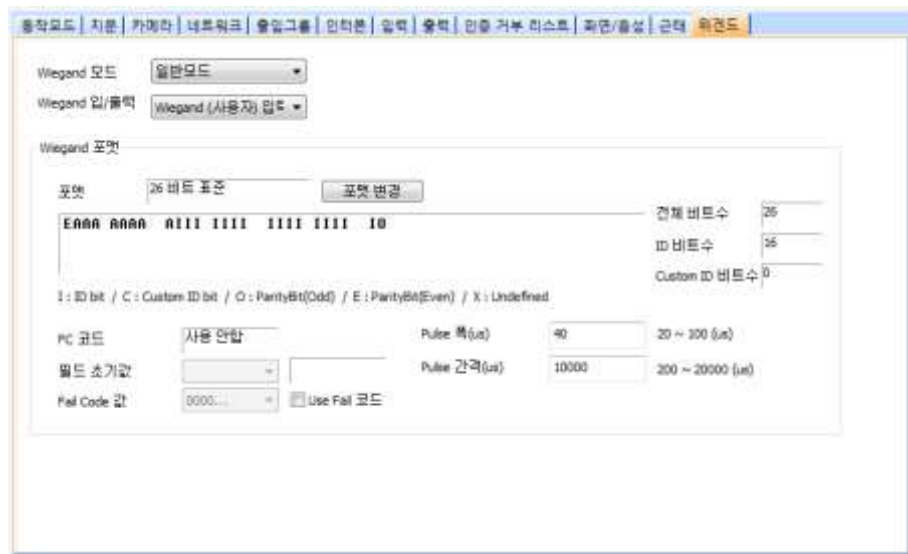 동작모드 | 지문 | 카메라 | 네트워크 | 출입그룹 | 인터폰 | 입력 | 출력 | 인증 거부 리스트 | 화면/음성 | 근태 | 위건드
Wiegand 모드 일반모드
Wiegand 입/출력 Wiegand (사용자) 입력
Wiegand 포맷
포맷 26 비트 표준 포맷 변경
EAAA AAAA AIII IIII IIII IIII IO
전체 비트수 26
ID 비트수 16
Custom ID 비트수 0
I : ID bit / C : Custom ID bit / O : ParityBit(Odd) / E : ParityBit(Even) / X : Undefined
FC 코드 사용 안함 Pulse 폭(us) 40 20 ~ 100 (us)
필드 초기값 Pulse 간격(us) 10000 200 ~ 20000 (us)
Fail Code 값 0000... Use Fail 코드